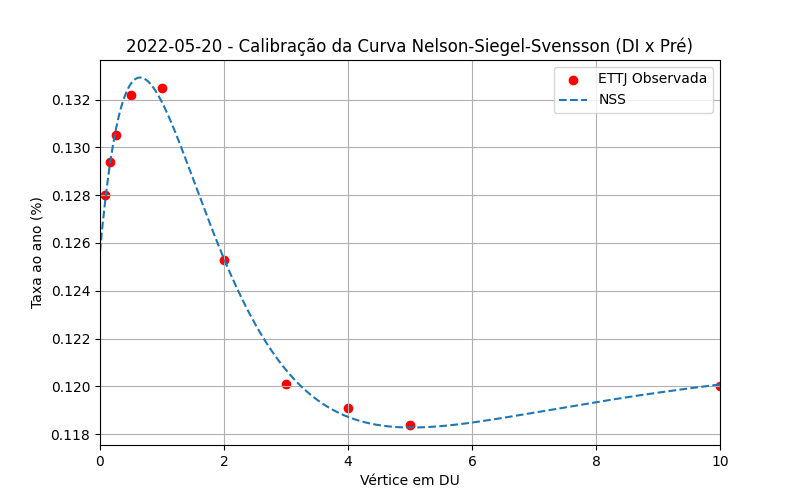 2022-05-20 - Calibração da Curva Nelson-Siegel-Svensson (DI x Pré)
ETTJ Observada
NSS
Taxa ao ano (%)
0.132
0.130
0.128
0.126
0.124
0.122
0.120
0.118
0 2 4 6 8 10
Vértice em DU